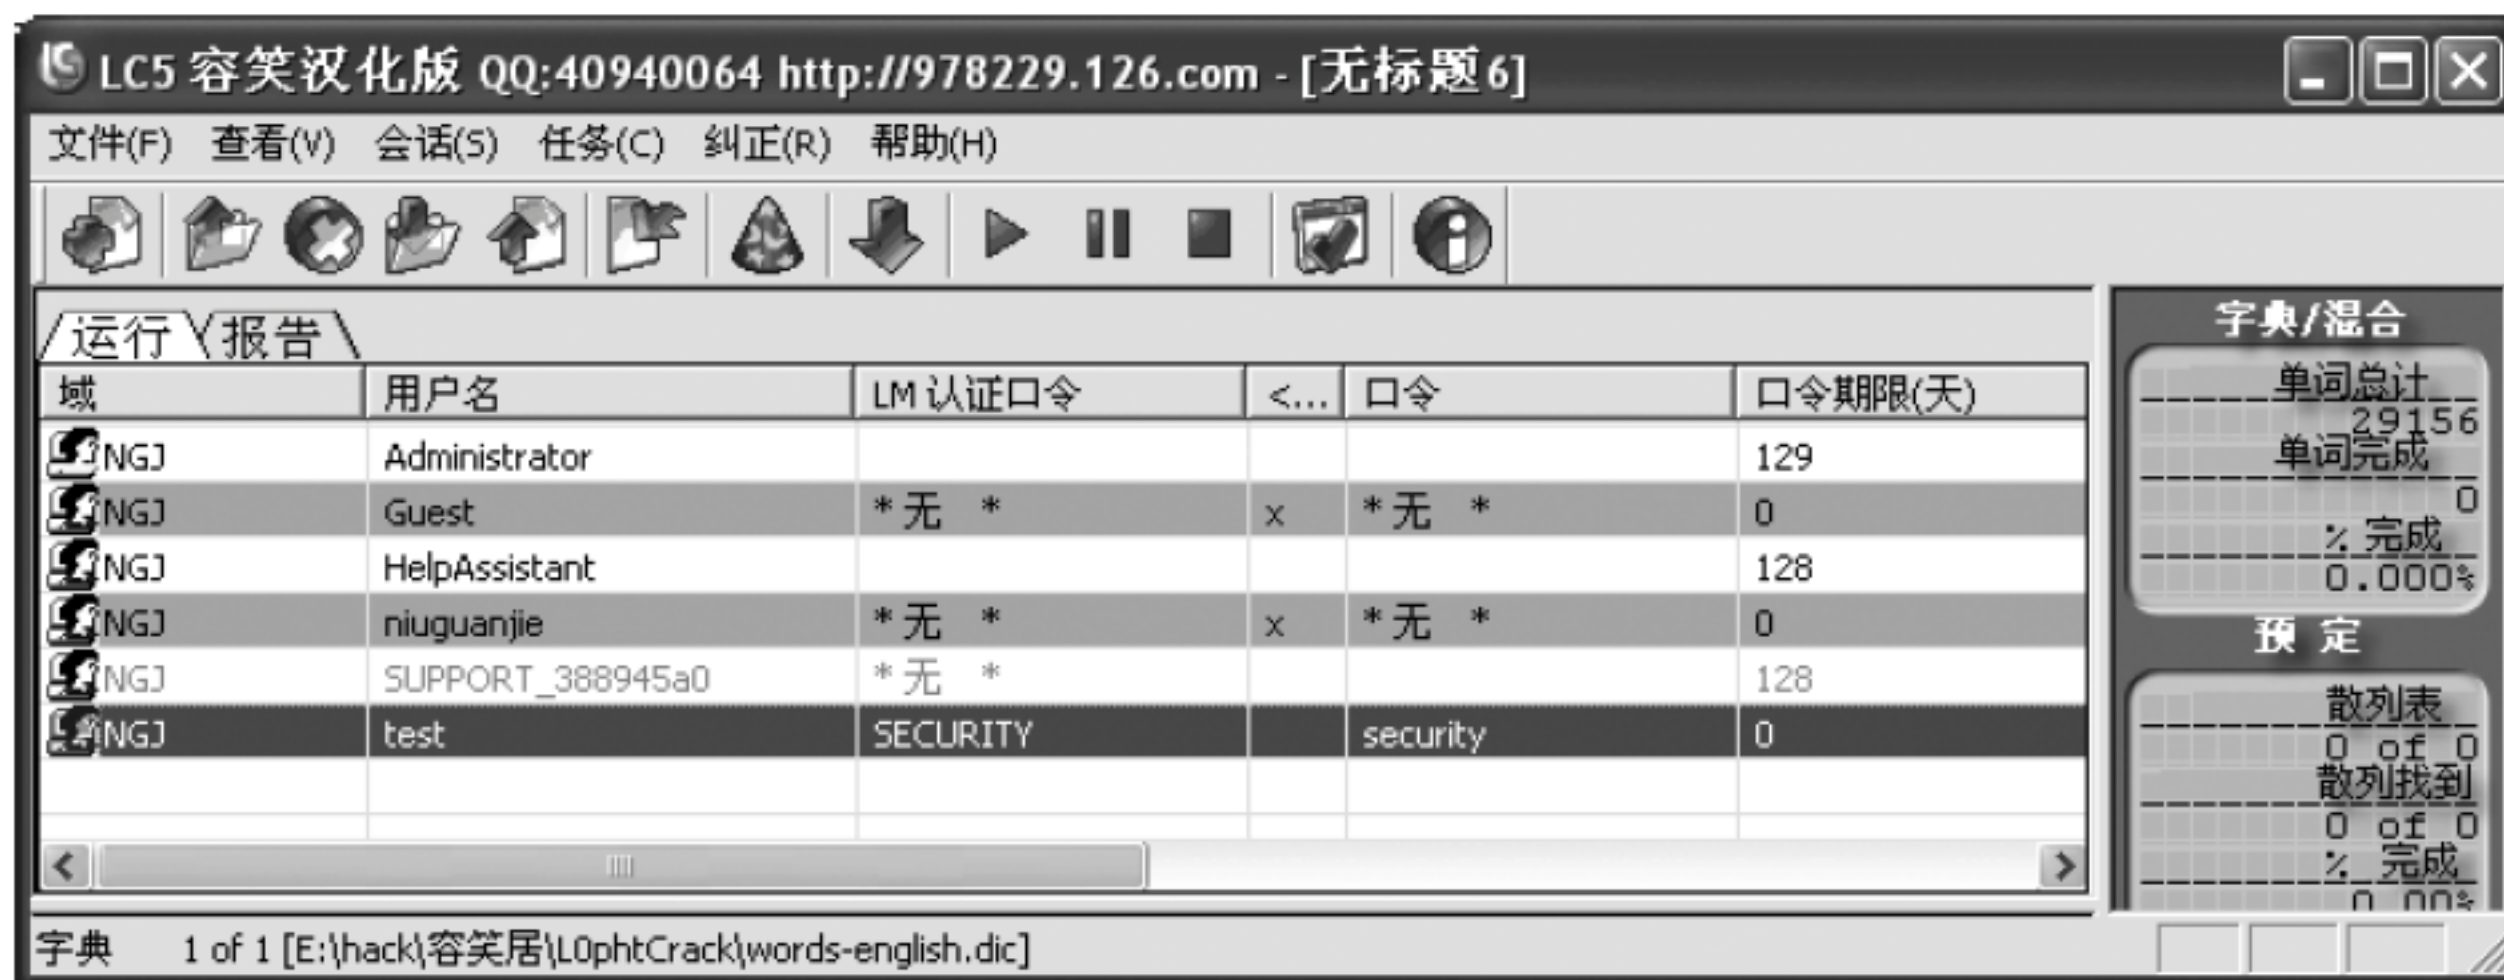 LC5 容笑汉化版 QQ:40940064 http://978229.126.com - [无标题6]
文件(F) 查看(V) 会话(S) 任务(C) 纠正(R) 帮助(H)
运行 报告
域 用户名 LM 认证口令 <... 口令 口令期限(天)
NGJ Administrator 129
NGJ Guest * 无 * x * 无 * 0
NGJ HelpAssistant 128
NGJ niuguanjie * 无 * x * 无 * 0
NGJ SUPPORT_388945a0 * 无 * 128
NGJ test SECURITY security 0
字典/混合
单词总计
29156
单词完成
0
% 完成
0.000%
预 定
散列表
0 of 0
散列找到
0 of 0
% 完成
0.00%
字典 1 of 1 [E:\hack\容笑居\L0phtCrack\words-english.dic]